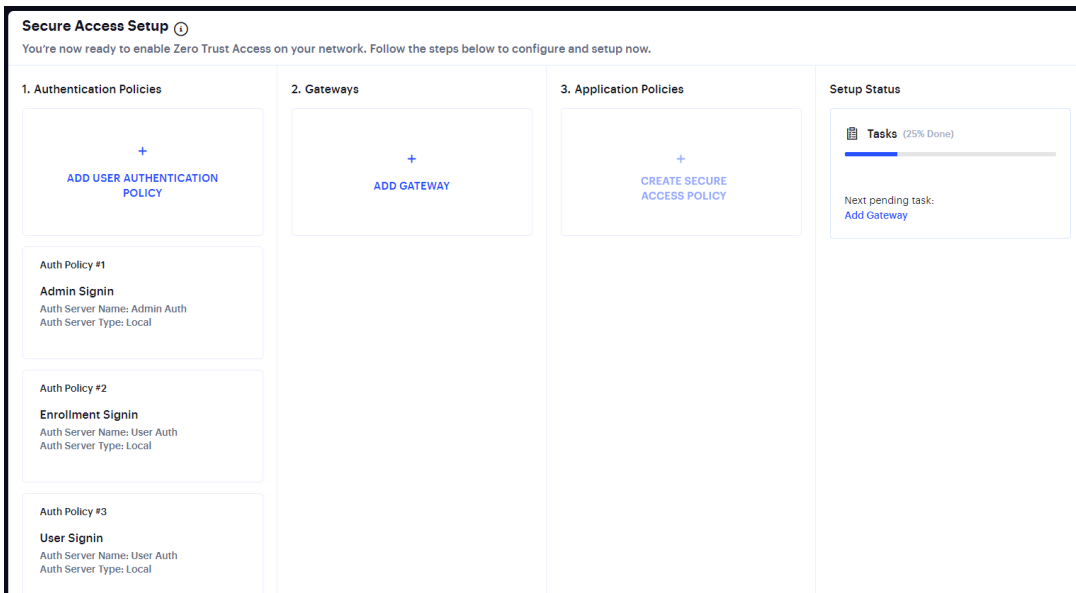 Secure Access Setup
You're now ready to enable Zero Trust Access on your network. Follow the steps below to configure and setup now.
1. Authentication Policies
+
ADD USER AUTHENTICATION
POLICY
Auth Policy #1
Admin Signin
Auth Server Name: Admin Auth
Auth Server Type: Local
Auth Policy #2
Enrollment Signin
Auth Server Name: User Auth
Auth Server Type: Local
Auth Policy #3
User Signin
Auth Server Name: User Auth
Auth Server Type: Local
2. Gateways
+
ADD GATEWAY
3. Application Policies
+
CREATE SECURE
ACCESS POLICY
Setup Status
Tasks (25% Done)
Next pending task:
Add Gateway